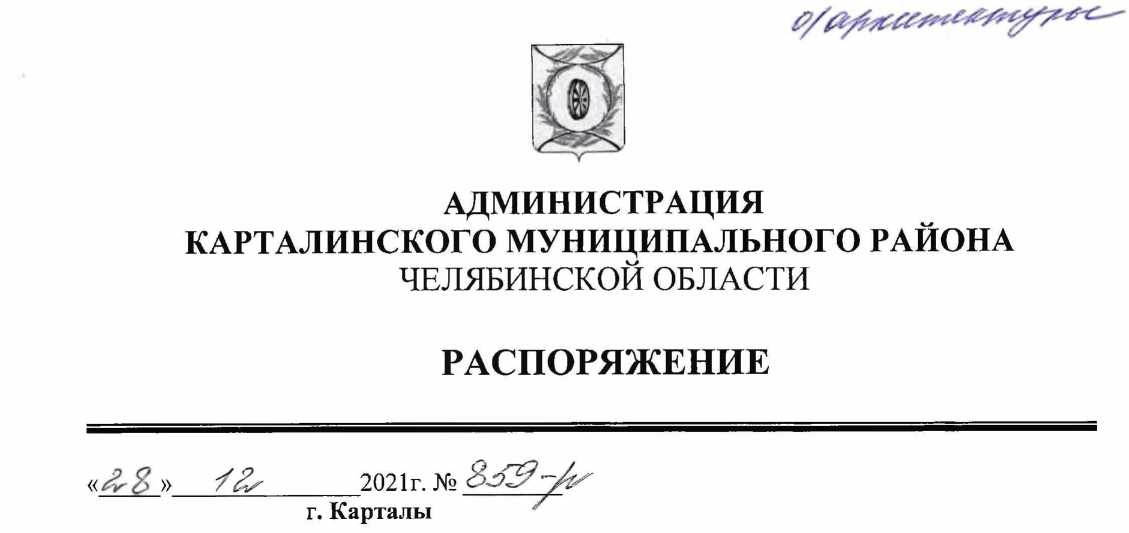 о/архитектуры
АДМИНИСТРАЦИЯ
КАРТАЛИНСКОГО МУНИЦИПАЛЬНОГО РАЙОНА
ЧЕЛЯБИНСКОЙ ОБЛАСТИ
РАСПОРЯЖЕНИЕ
«28» 12 2021г. № 859-р
г. Карталы